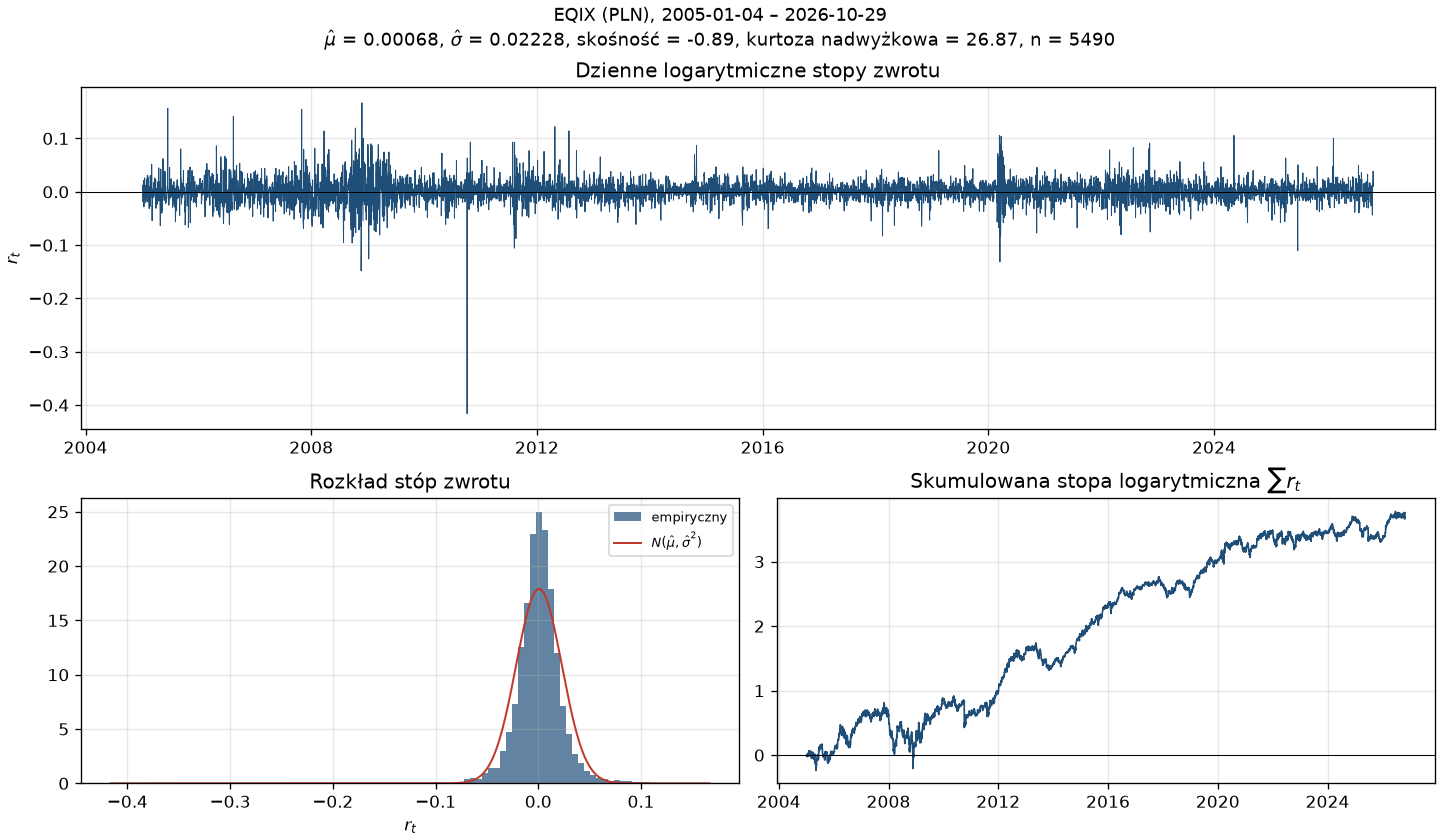 EQIX (PLN), 2005-01-04 – 2026-10-29
μ̂ = 0.00068, σ̂ = 0.02228, skośność = -0.89, kurtoza nadwyżkowa = 26.87, n = 5490
Dzienne logarytmiczne stopy zwrotu
0.1
0.0
−0.1
−0.2
−0.3
−0.4
r_t
2004 2008 2012 2016 2020 2024
Rozkład stóp zwrotu
25
20
15
10
5
0
empiryczny
N(μ̂, σ̂²)
−0.4 −0.3 −0.2 −0.1 0.0 0.1
r_t
Skumulowana stopa logarytmiczna ∑r_t
3
2
1
0
2004 2008 2012 2016 2020 2024